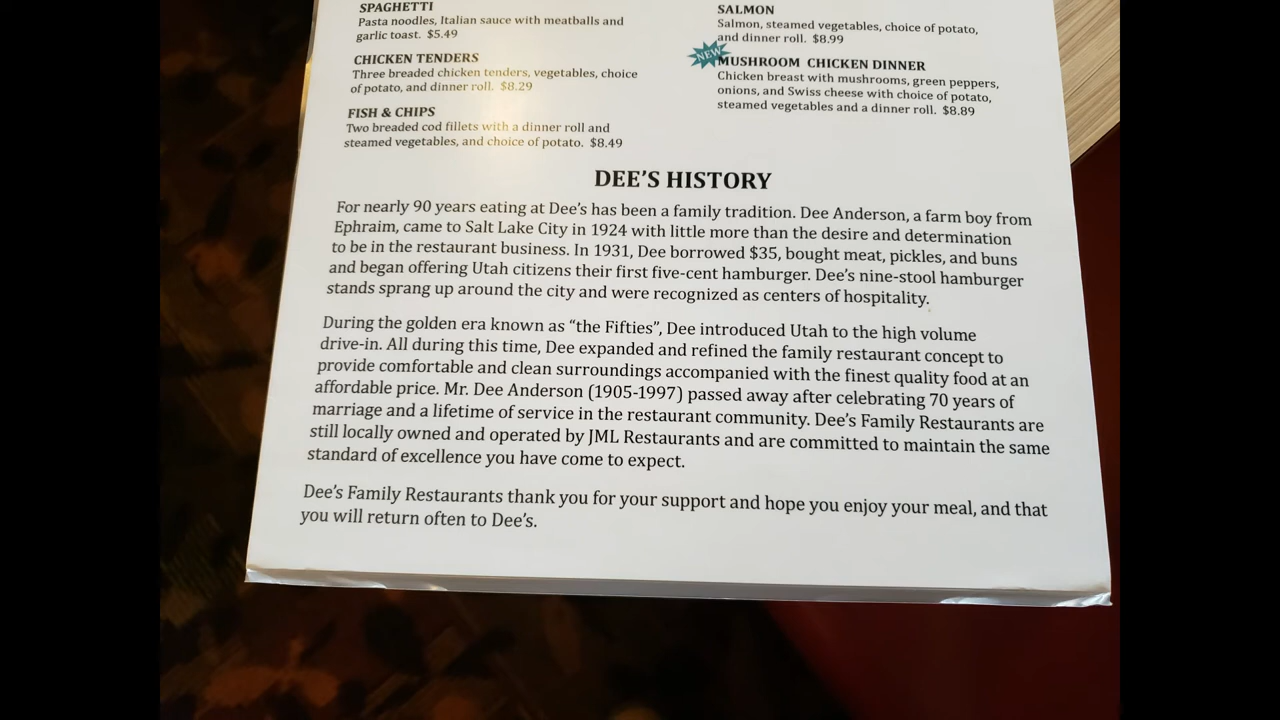 SPAGHETTI
Pasta noodles, Italian sauce with meatballs and
garlic toast. $5.49
CHICKEN TENDERS
Three breaded chicken tenders, vegetables, choice
of potato, and dinner roll. $8.29
FISH & CHIPS
Two breaded cod fillets with a dinner roll and
steamed vegetables, and choice of potato. $8.49
SALMON
Salmon, steamed vegetables, choice of potato,
and dinner roll. $8.99
NEW
MUSHROOM CHICKEN DINNER
Chicken breast with mushrooms, green peppers,
onions, and Swiss cheese with choice of potato,
steamed vegetables and a dinner roll. $8.89
DEE'S HISTORY
For nearly 90 years eating at Dee's has been a family tradition. Dee Anderson, a farm boy from
Ephraim, came to Salt Lake City in 1924 with little more than the desire and determination
to be in the restaurant business. In 1931, Dee borrowed $35, bought meat, pickles, and buns
and began offering Utah citizens their first five-cent hamburger. Dee's nine-stool hamburger
stands sprang up around the city and were recognized as centers of hospitality.
During the golden era known as "the Fifties", Dee introduced Utah to the high volume
drive-in. All during this time, Dee expanded and refined the family restaurant concept to
provide comfortable and clean surroundings accompanied with the finest quality food at an
affordable price. Mr. Dee Anderson (1905-1997) passed away after celebrating 70 years of
marriage and a lifetime of service in the restaurant community. Dee's Family Restaurants are
still locally owned and operated by JML Restaurants and are committed to maintain the same
standard of excellence you have come to expect.
Dee's Family Restaurants thank you for your support and hope you enjoy your meal, and that
you will return often to Dee's.